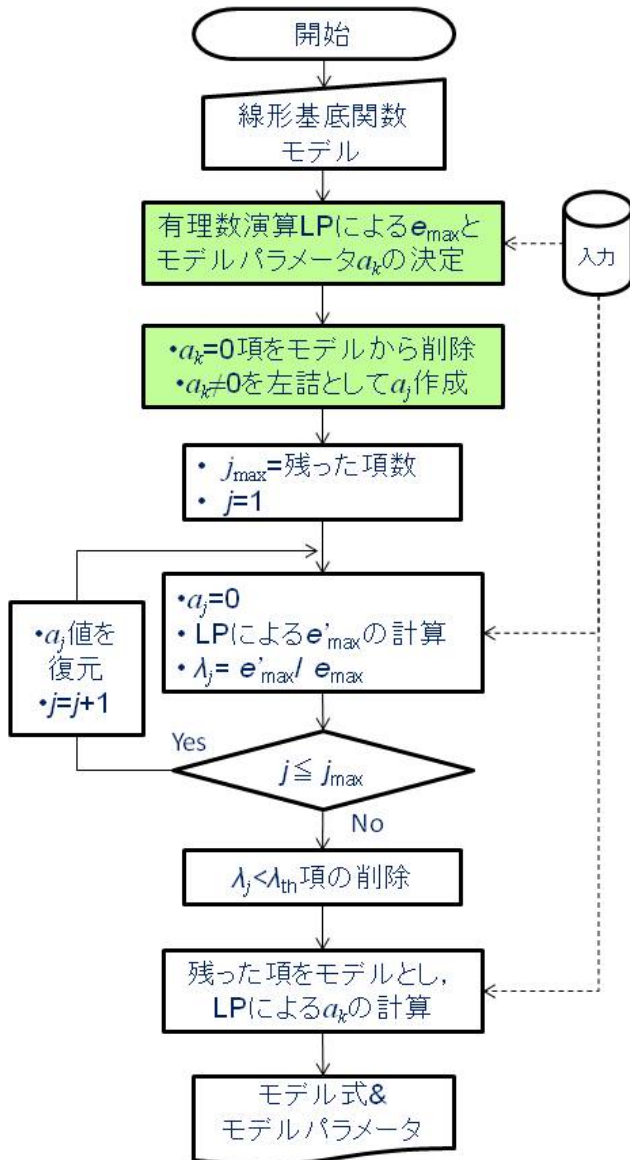 開始
線形基底関数
モデル
有理数演算LPによるe_maxと
モデルパラメータa_kの決定
入力
•a_k=0項をモデルから削除
•a_k≠0を左詰としてa_j作成
• j_max=残った項数
• j=1
•a_j=0
• LPによるe'_maxの計算
• λ_j= e'_max/ e_max
•a_j値を
復元
•j=j+1
Yes
j≦ j_max
No
λ_j<λ_th項の削除
残った項をモデルとし,
LPによるa_kの計算
モデル式&
モデルパラメータ